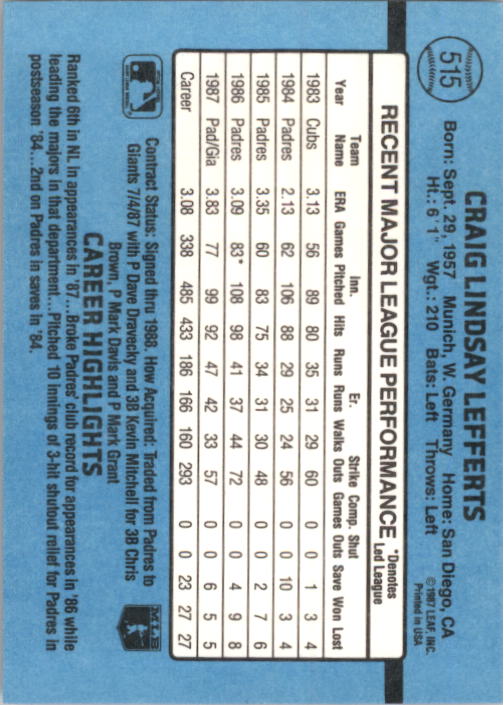 515
CRAIG LINDSAY LEFFERTS
Born: Sept. 29, 1957 Munich, W. Germany Home: San Diego, CA
Ht.: 6' 1" Wgt.: 210 Bats: Left Throws: Left
©1987 LEAF, INC.
Printed in USA
RECENT MAJOR LEAGUE PERFORMANCE *Denotes Led League
Year Team Name ERA Games Inn. Pitched Hits Runs Er. Runs Walks Strike Outs Comp. Games Shut Outs Save Won Lost
1983 Cubs 3.13 56 89 80 35 31 29 60 0 0 1 3 4
1984 Padres 2.13 62 106 88 29 25 24 56 0 0 10 3 4
1985 Padres 3.35 60 83 75 34 31 30 48 0 0 2 7 6
1986 Padres 3.09 83* 108 98 41 37 44 72 0 0 4 9 8
1987 Pad/Gia 3.83 77 99 92 47 42 33 57 0 0 6 5 5
Career 3.08 338 485 433 186 166 160 293 0 0 23 27 27
Contract Status: Signed thru 1988, How Acquired: Traded from Padres to
Giants 7/4/87 with P Dave Dravecky and 3B Kevin Mitchell for 3B Chris
Brown, P Mark Davis and P Mark Grant
MLB
CAREER HIGHLIGHTS
Ranked 6th in NL in appearances in '87... Broke Padres' club record for appearances in '86 while
leading the majors in that department... Pitched 10 innings of 3-hit shutout relief for Padres in
postseason '84...2nd on Padres in saves in '84.